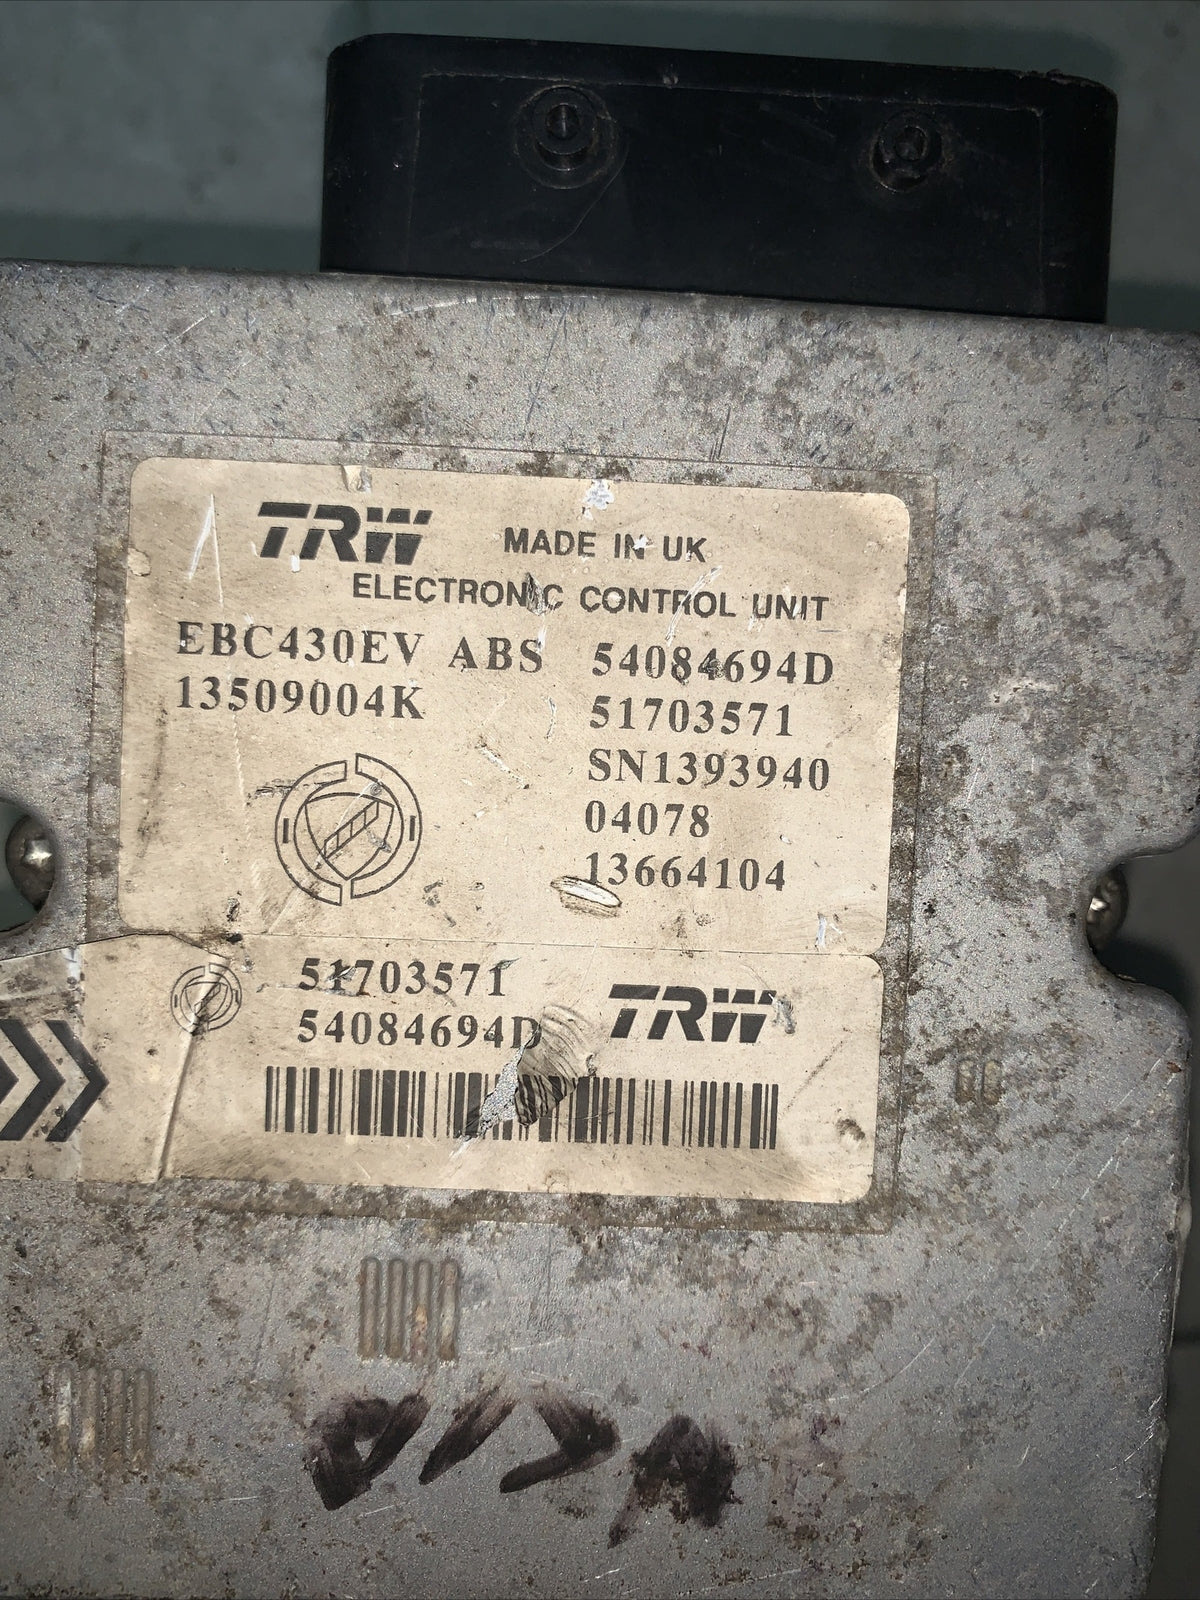 TRW MADE IN UK
ELECTRONIC CONTROL UNIT
EBC430EV ABS 54084694D
13509004K 51703571
SN1393940
04078
13664104
51703571 TRW
54084694D